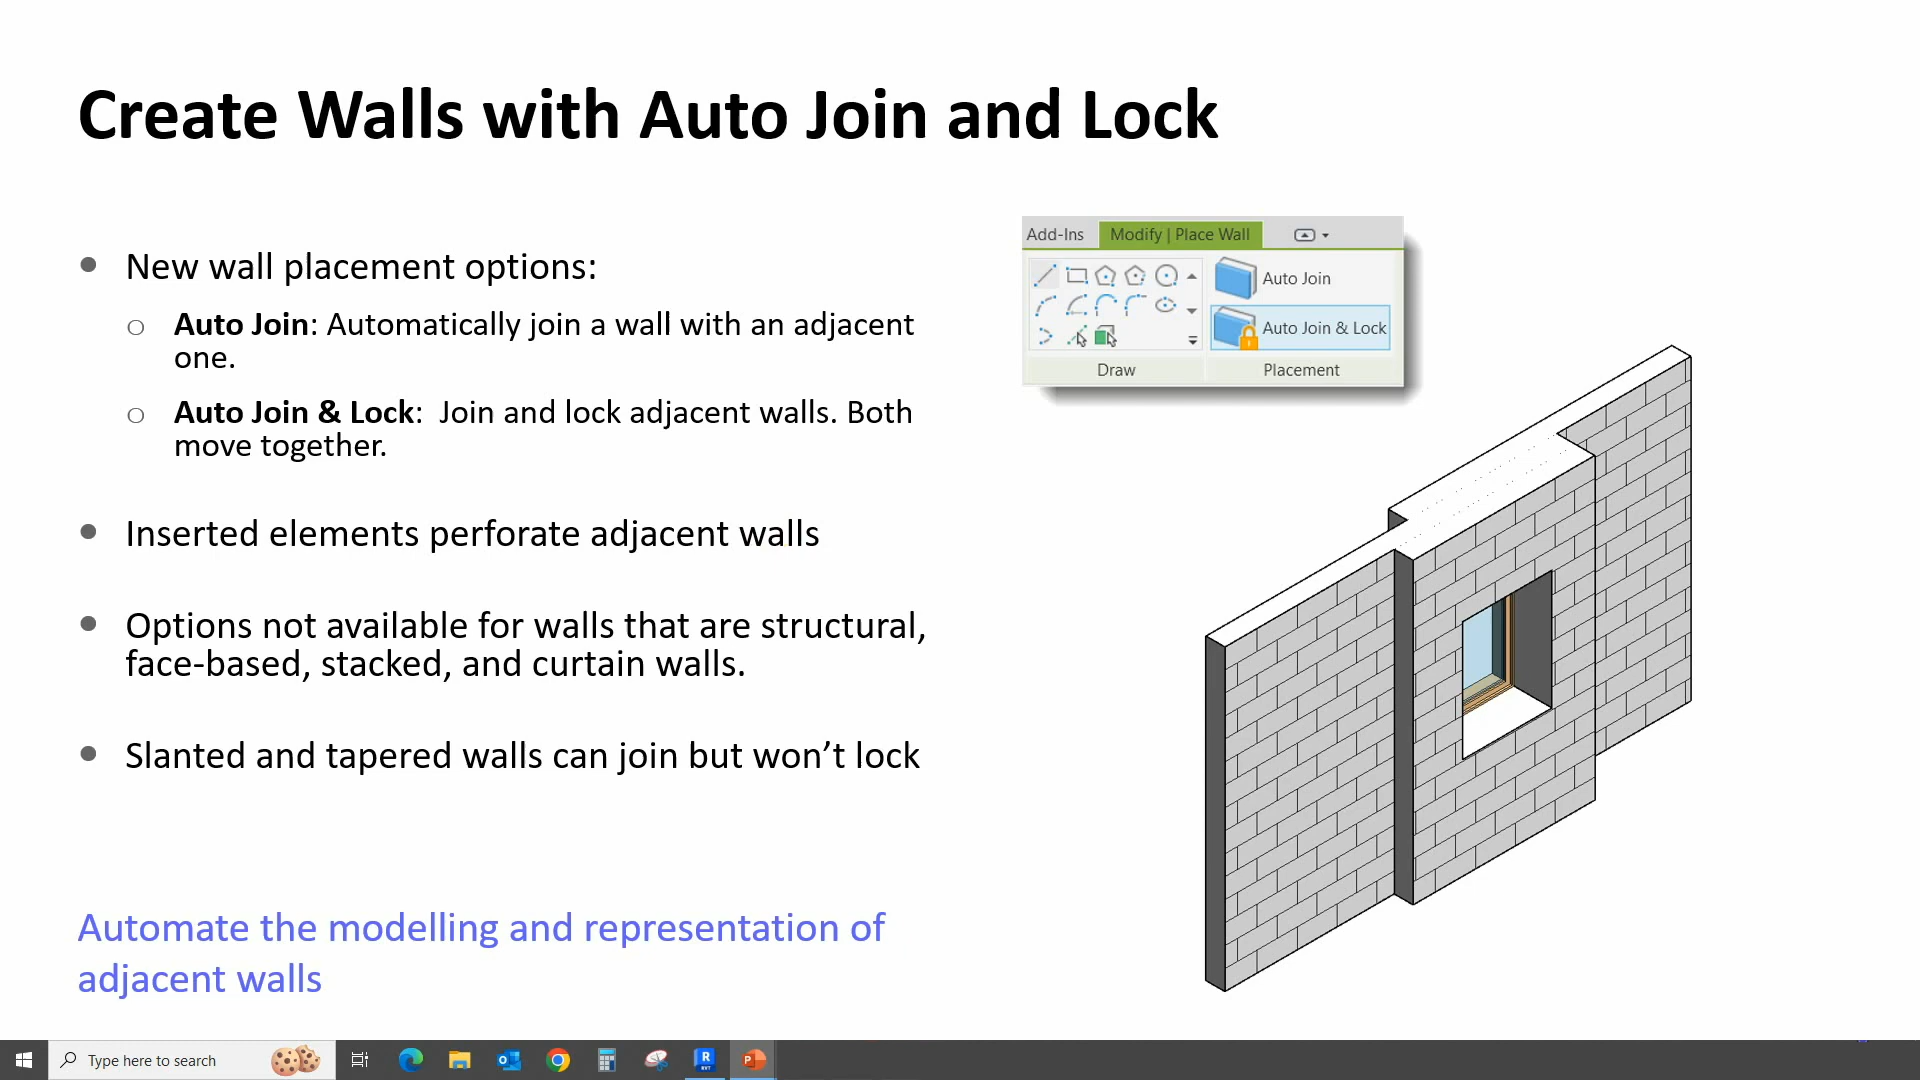 Create Walls with Auto Join and Lock
• New wall placement options:
o Auto Join: Automatically join a wall with an adjacent
one.
o Auto Join & Lock:  Join and lock adjacent walls. Both
move together.
• Inserted elements perforate adjacent walls
• Options not available for walls that are structural,
face-based, stacked, and curtain walls.
• Slanted and tapered walls can join but won’t lock
Automate the modelling and representation of
adjacent walls
Add-Ins
Modify | Place Wall
Auto Join
Auto Join & Lock
Draw
Placement
Type here to search